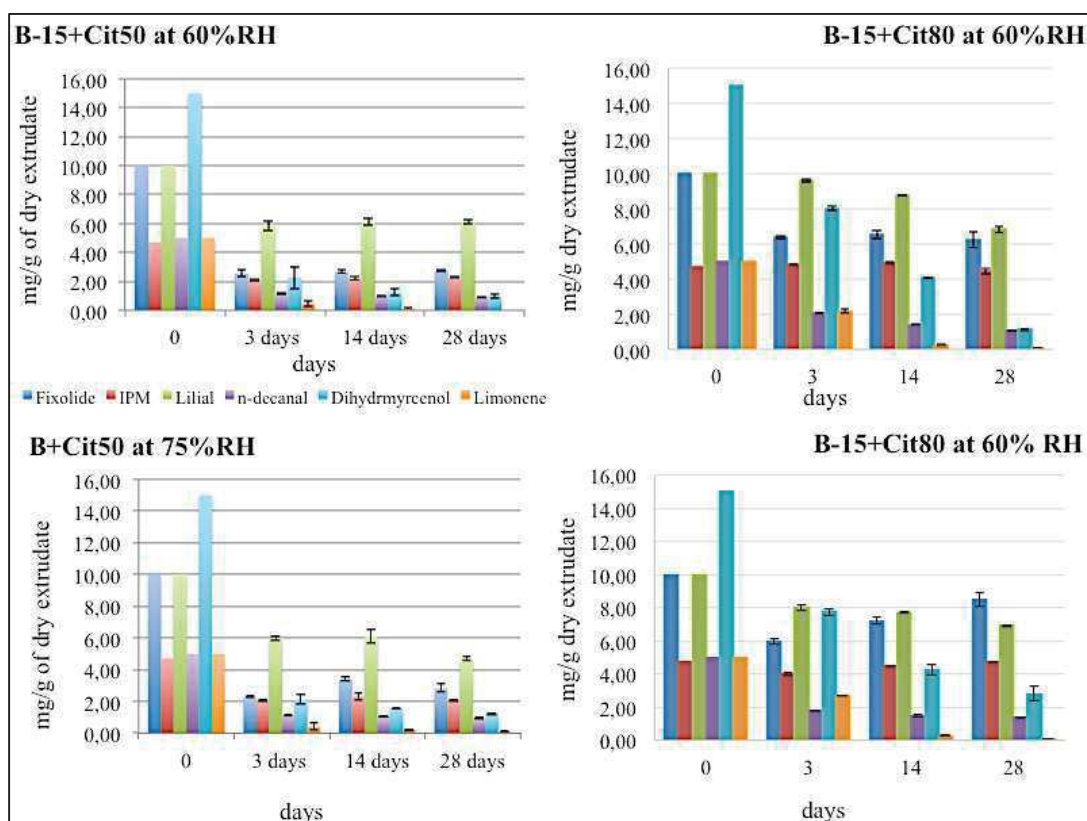 B-15+Cit50 at 60%RH
mg/g of dry extrudate
16,00
14,00
12,00
10,00
8,00
6,00
4,00
2,00
0,00
0
3 days
14 days
28 days
days
Fixolide
IPM
Lilial
n-decanal
Dihydrmyrcenol
Limonene
B-15+Cit80 at 60%RH
mg/g dry extrudate
16,00
14,00
12,00
10,00
8,00
6,00
4,00
2,00
0,00
0
3
14
28
days
B+Cit50 at 75%RH
mg/g of dry extrudate
16,00
14,00
12,00
10,00
8,00
6,00
4,00
2,00
0,00
0
3 days
14 days
28 days
days
B-15+Cit80 at 60% RH
mg/g dry extrudate
16,00
14,00
12,00
10,00
8,00
6,00
4,00
2,00
0,00
0
3
14
28
days